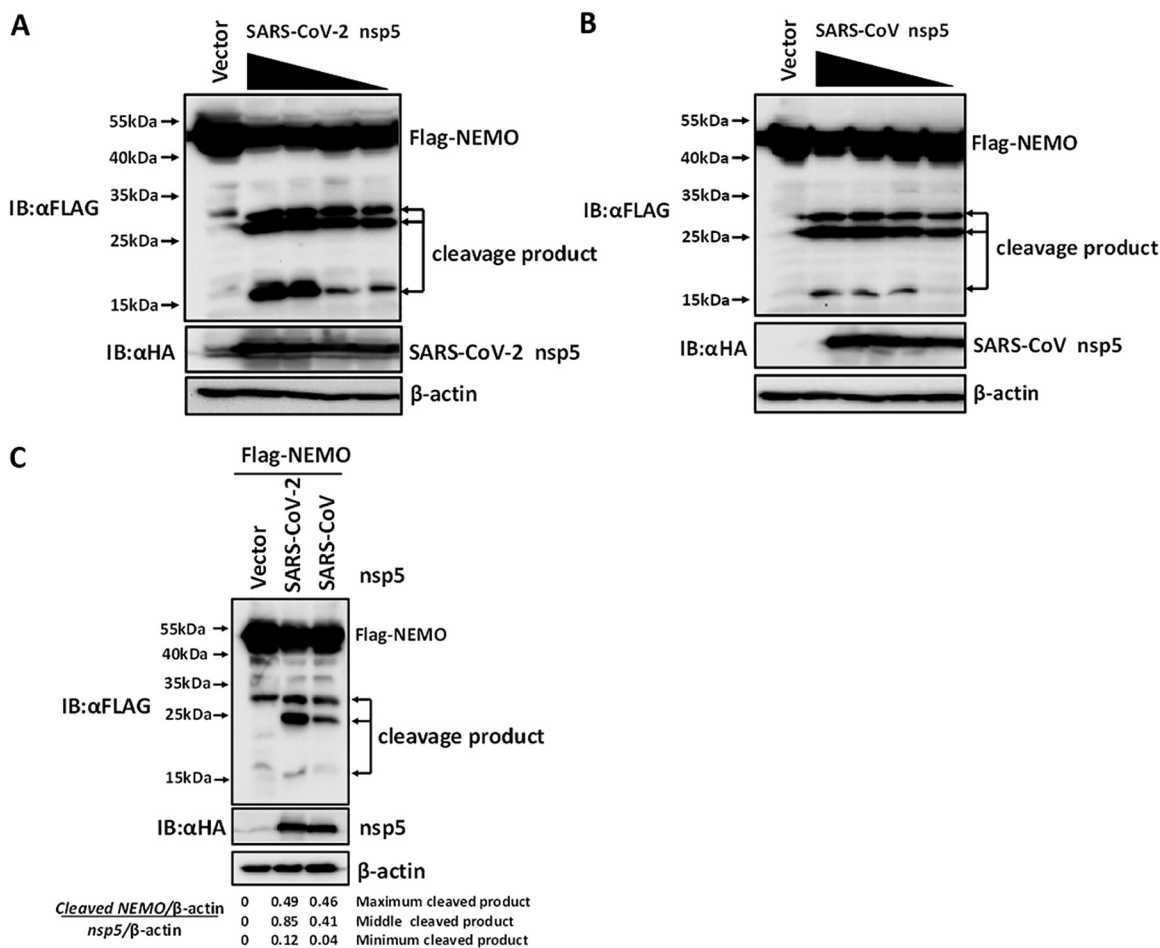 A
SARS-CoV-2 nsp5
Vector
55kDa
Flag-NEMO
40kDa
35kDa
IB:αFLAG
25kDa
cleavage product
15kDa
IB:αHA
SARS-CoV-2 nsp5
β-actin
B
SARS-CoV nsp5
Vector
55kDa
Flag-NEMO
40kDa
35kDa
IB:αFLAG
25kDa
cleavage product
15kDa
IB:αHA
SARS-CoV nsp5
β-actin
C
Flag-NEMO
Vector
SARS-CoV-2
SARS-CoV
nsp5
55kDa
Flag-NEMO
40kDa
35kDa
IB:αFLAG
25kDa
cleavage product
15kDa
IB:αHA
nsp5
β-actin
Cleaved NEMO/β-actin
nsp5/β-actin
0 0.49 0.46 Maximum cleaved product
0 0.85 0.41 Middle cleaved product
0 0.12 0.04 Minimum cleaved product